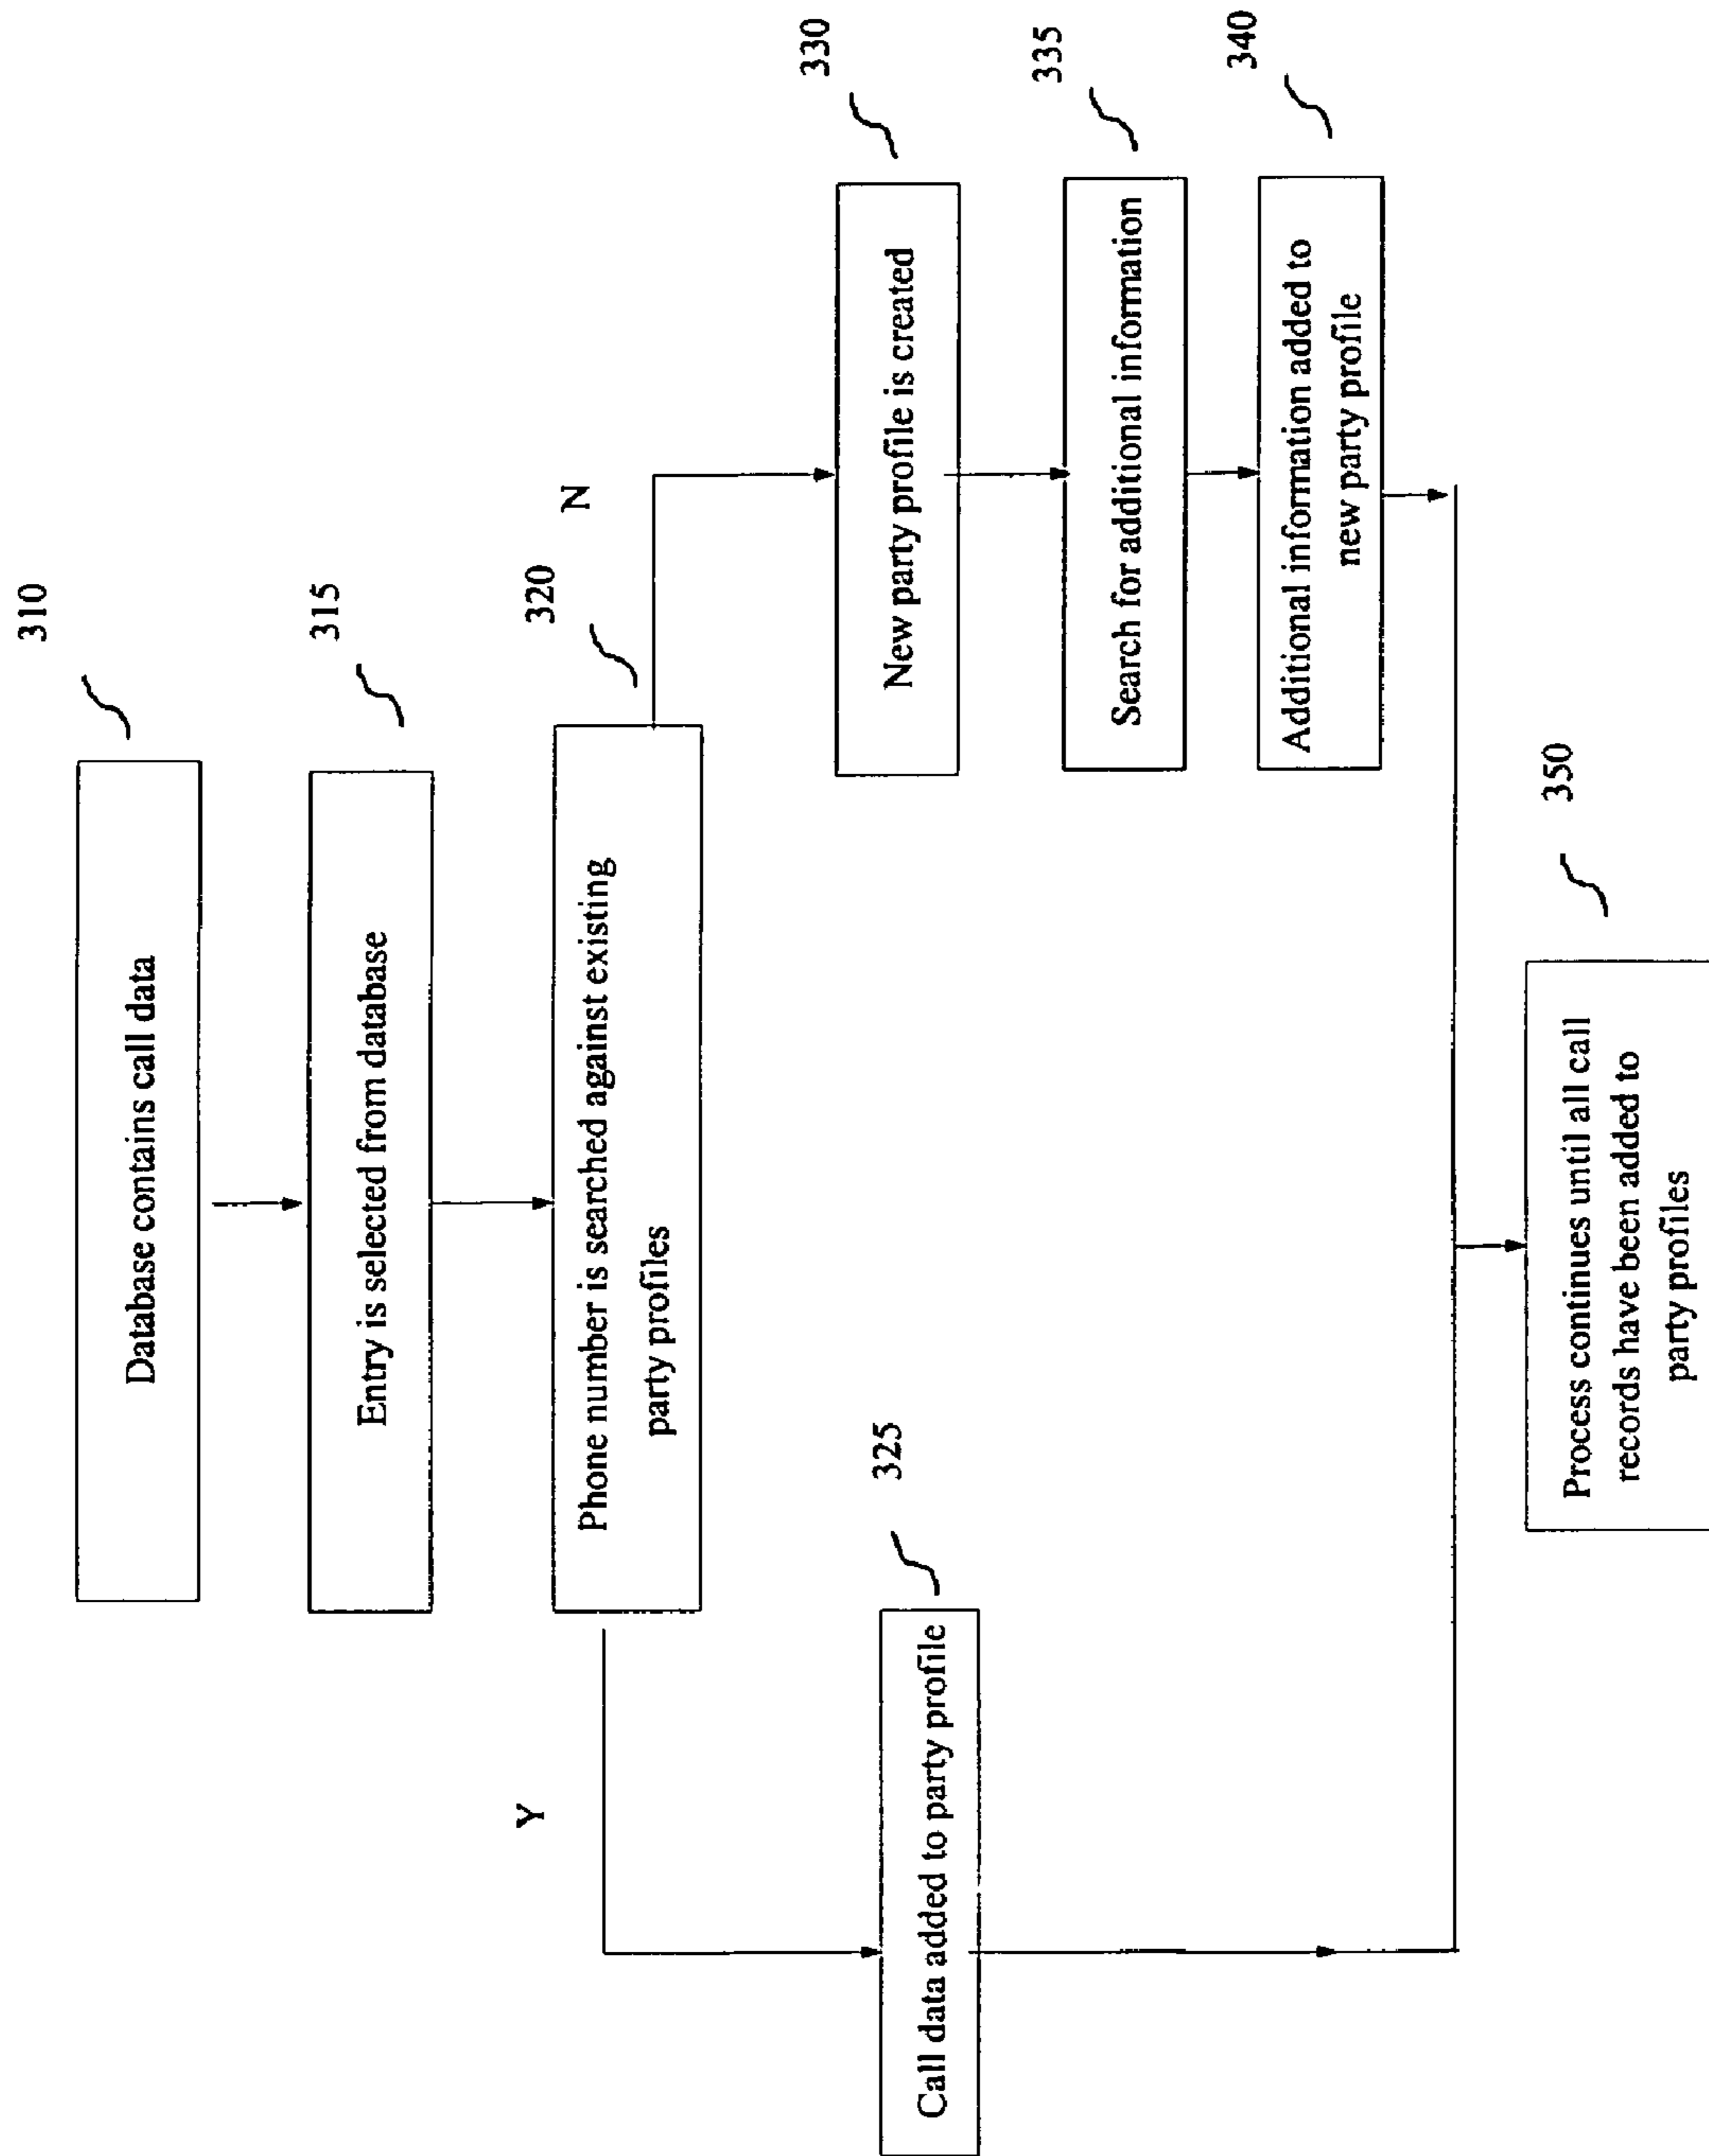 310
Database contains call data
315
Entry is selected from database
320
Phone number is searched against existing
party profiles
Y
N
325
Call data added to party profile
330
New party profile is created
335
Search for additional information
340
Additional information added to
new party profile
350
Process continues until all call
records have been added to
party profiles